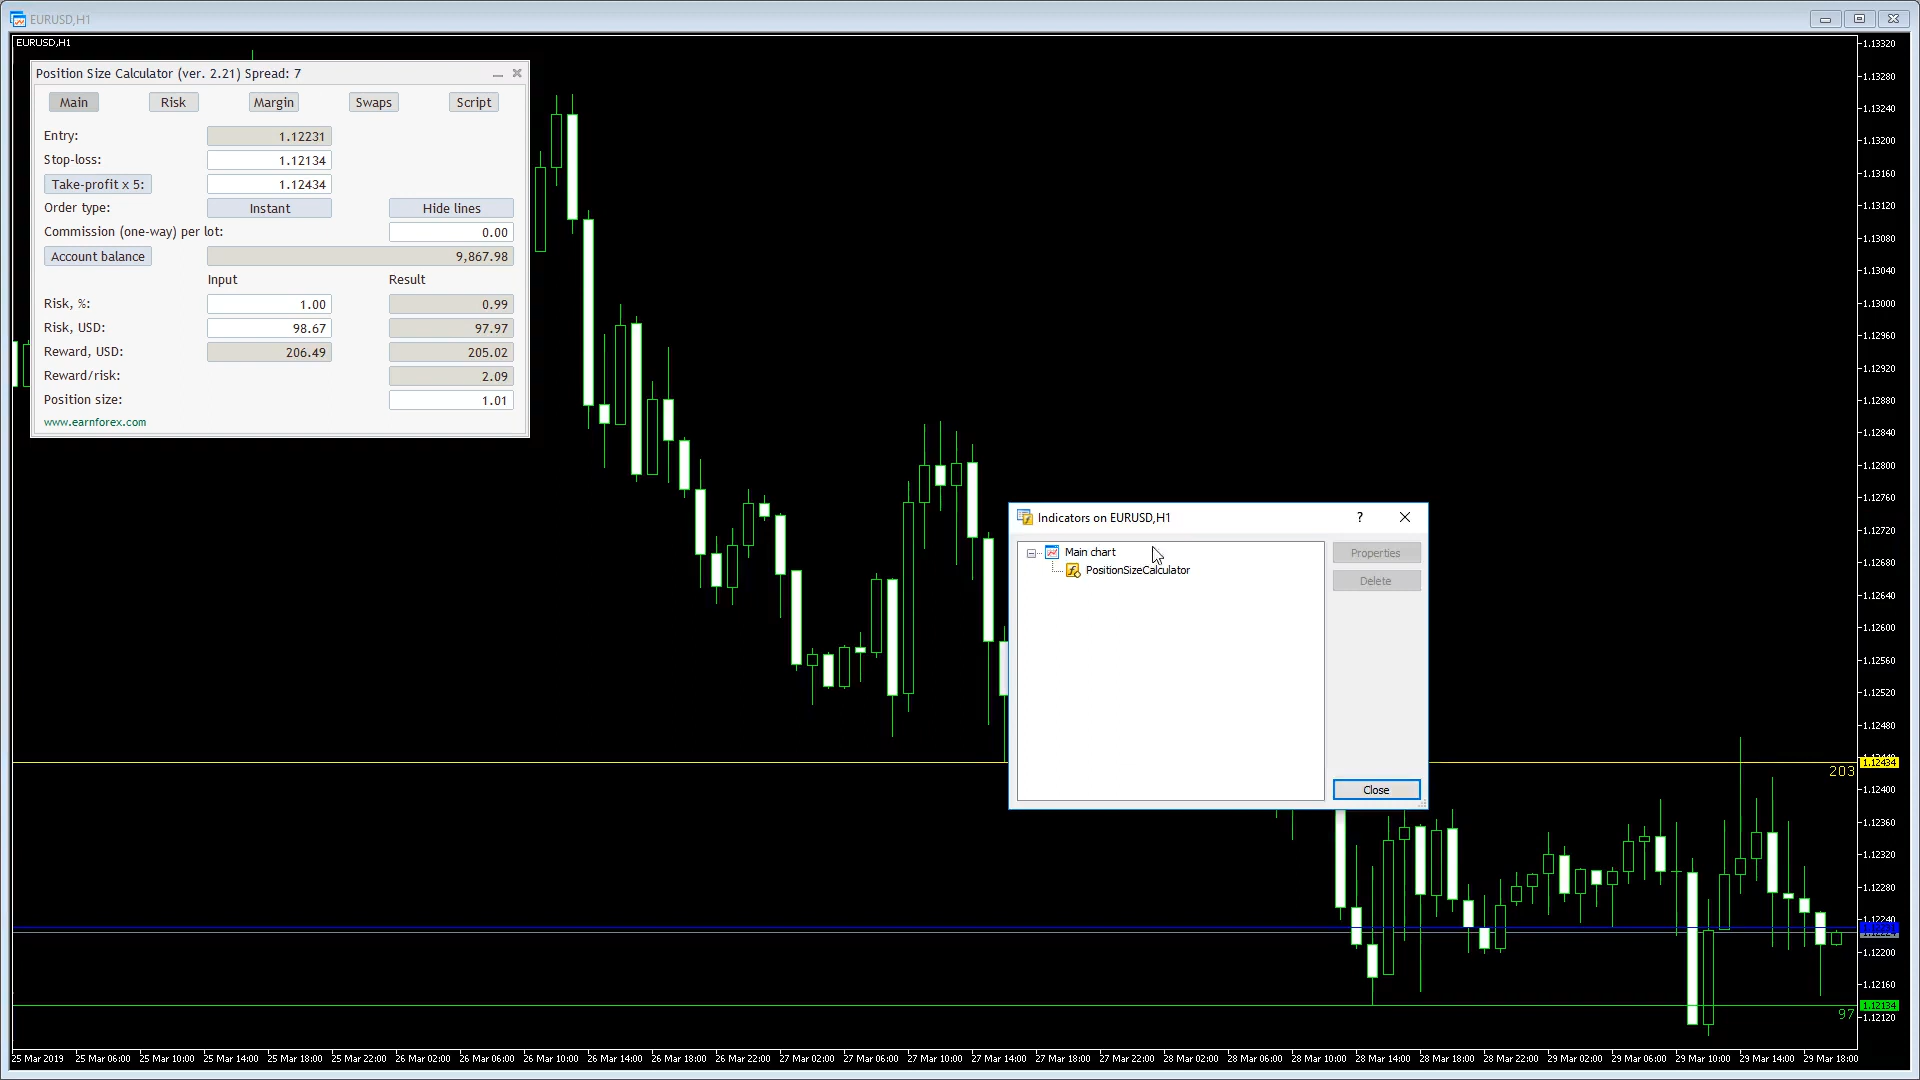 EURUSD,H1
EURUSD,H1
Position Size Calculator (ver. 2.21) Spread: 7
Main Risk Margin Swaps Script
Entry: 1.12231
Stop-loss: 1.12134
Take-profit x 5: 1.12434
Order type: Instant Hide lines
Commission (one-way) per lot: 0.00
Account balance 9,867.98
Input Result
Risk, %: 1.00 0.99
Risk, USD: 98.67 97.97
Reward, USD: 206.49 205.02
Reward/risk: 2.09
Position size: 1.01
www.earnforex.com
Indicators on EURUSD,H1 ?
Main chart
PositionSizeCalculator
Properties
Delete
Close
1.13320
1.13280
1.13240
1.13200
1.13160
1.13120
1.13080
1.13040
1.13000
1.12960
1.12920
1.12880
1.12840
1.12800
1.12760
1.12720
1.12680
1.12640
1.12600
1.12560
1.12520
1.12480
1.12434
203
1.12400
1.12360
1.12320
1.12280
1.12240
1.12200
1.12160
1.12134
97
1.12120
25 Mar 2019 25 Mar 06:00 25 Mar 10:00 25 Mar 14:00 25 Mar 18:00 25 Mar 22:00 26 Mar 02:00 26 Mar 06:00 26 Mar 10:00 26 Mar 14:00 26 Mar 18:00 26 Mar 22:00 27 Mar 02:00 27 Mar 06:00 27 Mar 10:00 27 Mar 14:00 27 Mar 18:00 27 Mar 22:00 28 Mar 02:00 28 Mar 06:00 28 Mar 10:00 28 Mar 14:00 28 Mar 18:00 28 Mar 22:00 29 Mar 02:00 29 Mar 06:00 29 Mar 10:00 29 Mar 14:00 29 Mar 18:00